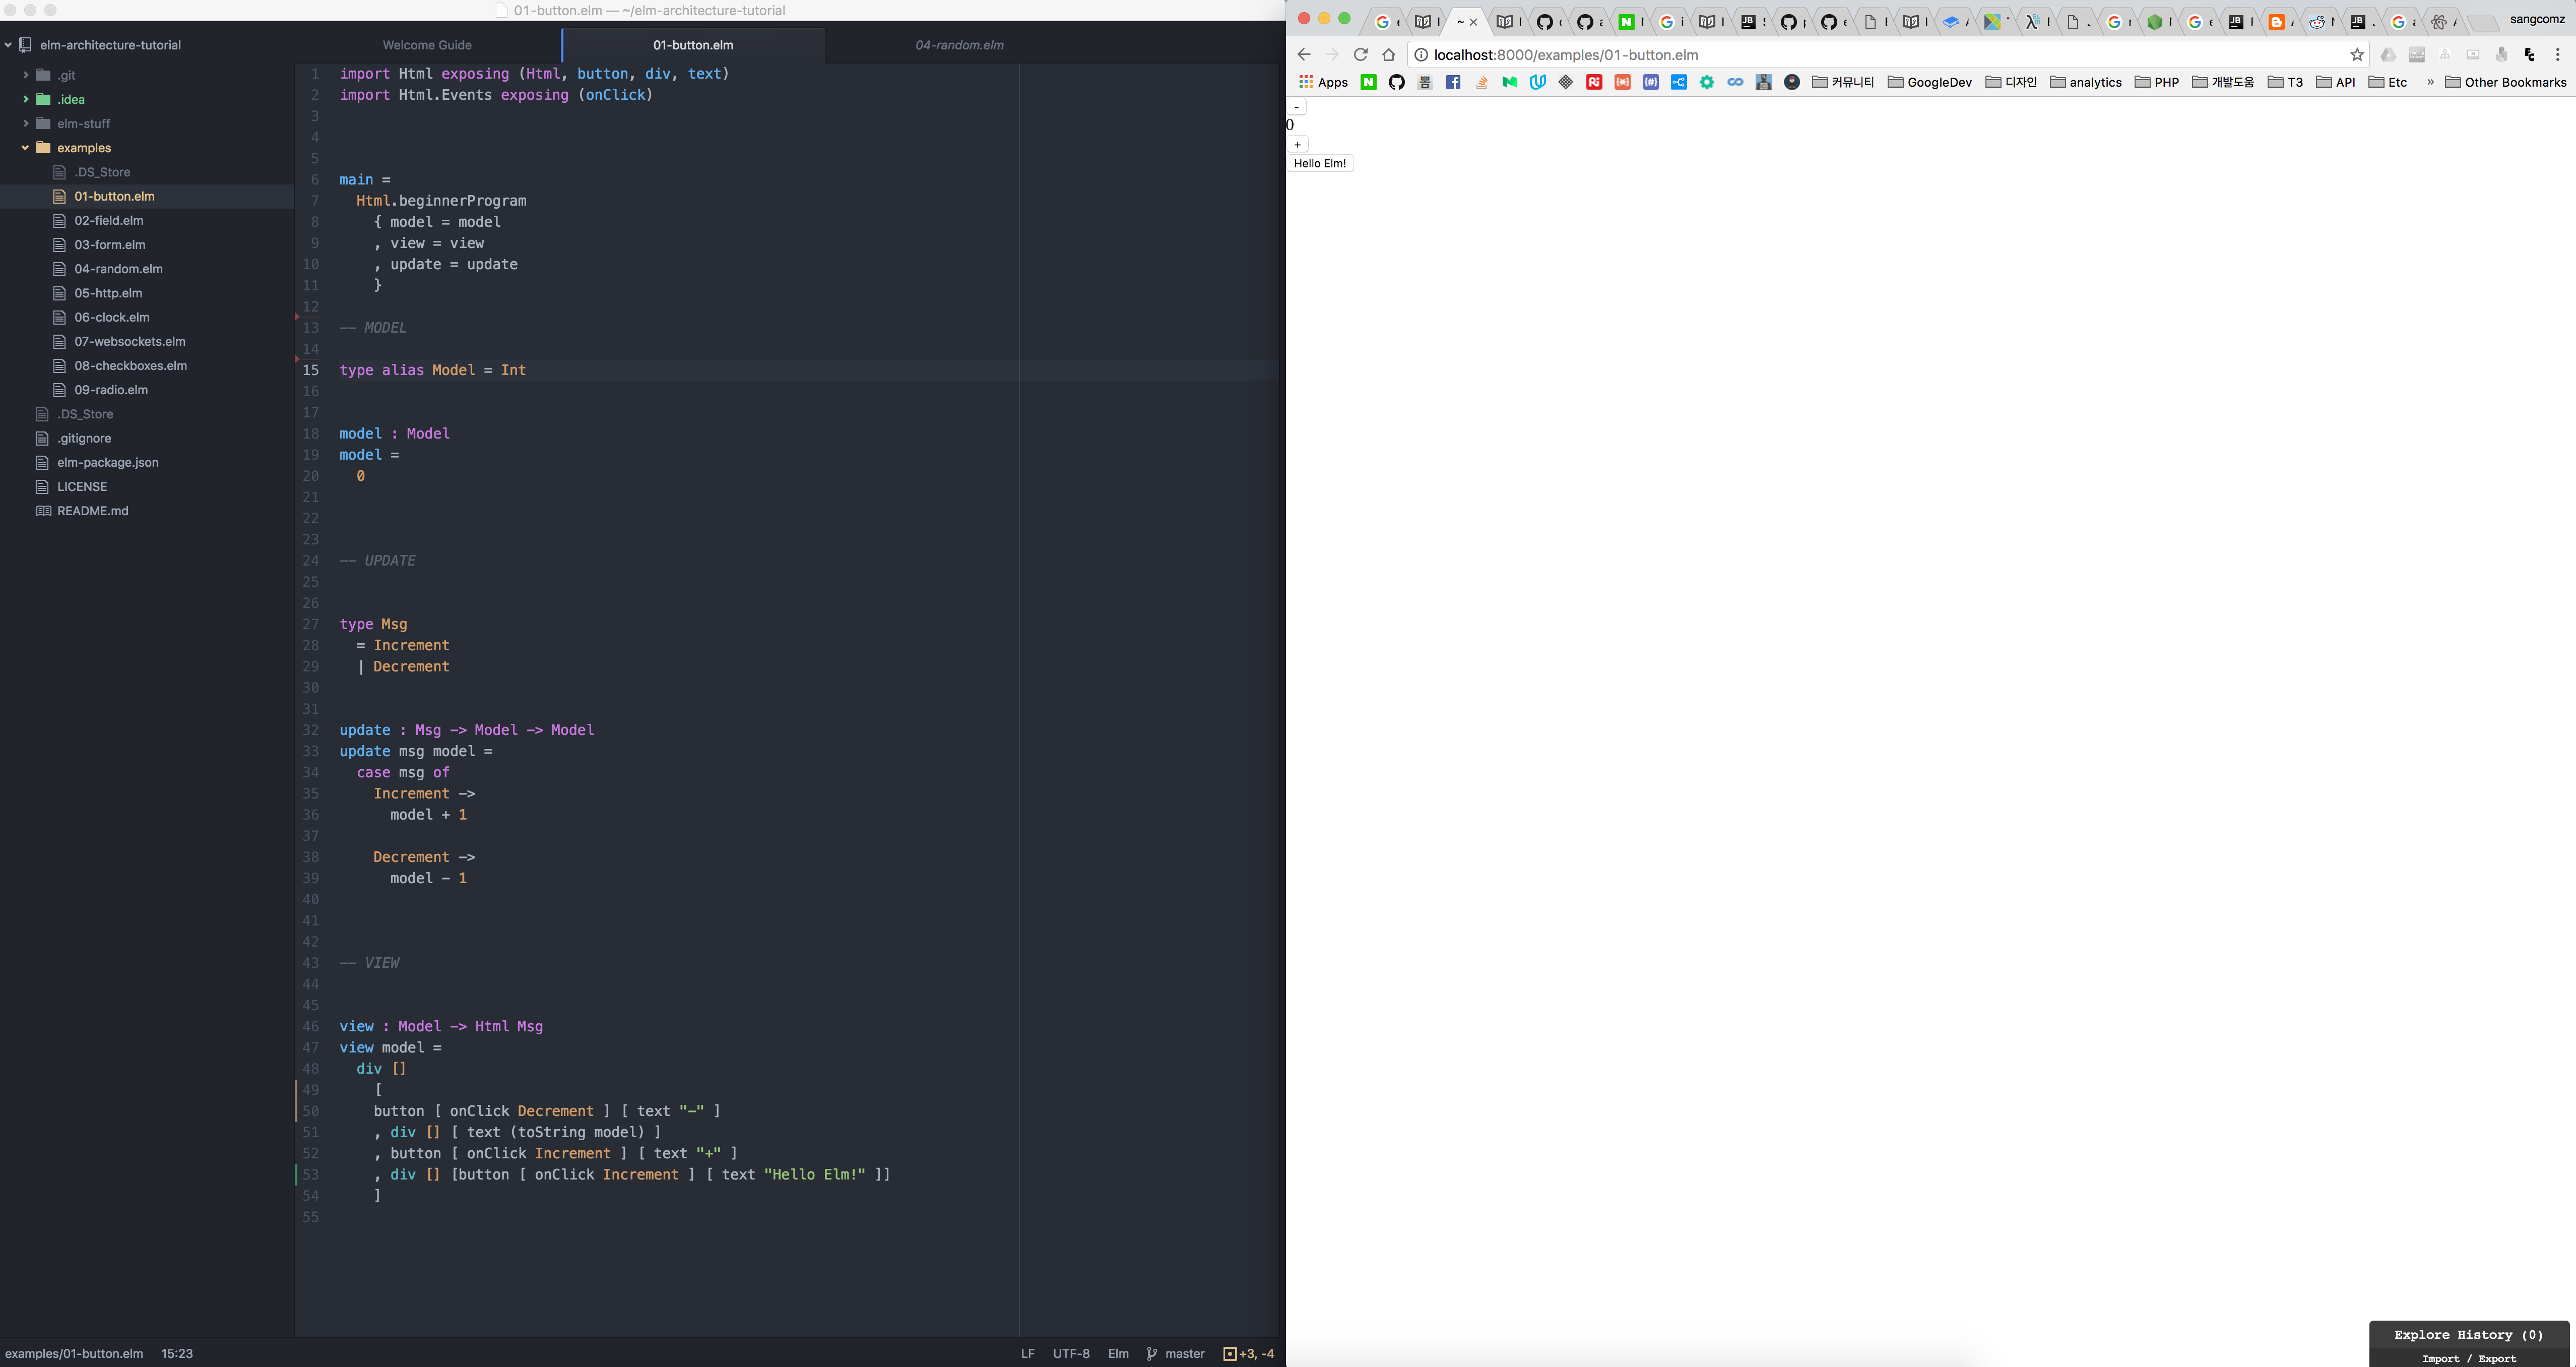 01-button.elm — ~/elm-architecture-tutorial
elm-architecture-tutorial
.git
.idea
elm-stuff
examples
.DS_Store
01-button.elm
02-field.elm
03-form.elm
04-random.elm
05-http.elm
06-clock.elm
07-websockets.elm
08-checkboxes.elm
09-radio.elm
.DS_Store
.gitignore
elm-package.json
LICENSE
README.md
Welcome Guide
01-button.elm
04-random.elm
1 import Html exposing (Html, button, div, text)
2 import Html.Events exposing (onClick)
3
4
5
6 main =
7 Html.beginnerProgram
8 { model = model
9 , view = view
10 , update = update
11 }
12
13 -- MODEL
14
15 type alias Model = Int
16
17
18 model : Model
19 model =
20 0
21
22
23
24 -- UPDATE
25
26
27 type Msg
28 = Increment
29 | Decrement
30
31
32 update : Msg -> Model -> Model
33 update msg model =
34 case msg of
35 Increment ->
36 model + 1
37
38 Decrement ->
39 model - 1
40
41
42
43 -- VIEW
44
45
46 view : Model -> Html Msg
47 view model =
48 div []
49 [
50 button [ onClick Decrement ] [ text "-" ]
51 , div [] [ text (toString model) ]
52 , button [ onClick Increment ] [ text "+" ]
53 , div [] [button [ onClick Increment ] [ text "Hello Elm!" ]]
54 ]
55
examples/01-button.elm 15:23
LF UTF-8 Elm master +3, -4
sangcomz
localhost:8000/examples/01-button.elm
Apps 커뮤니티 GoogleDev 디자인 analytics PHP 개발도움 T3 API Etc » Other Bookmarks
-
0
+
Hello Elm!
Explore History (0)
Import / Export